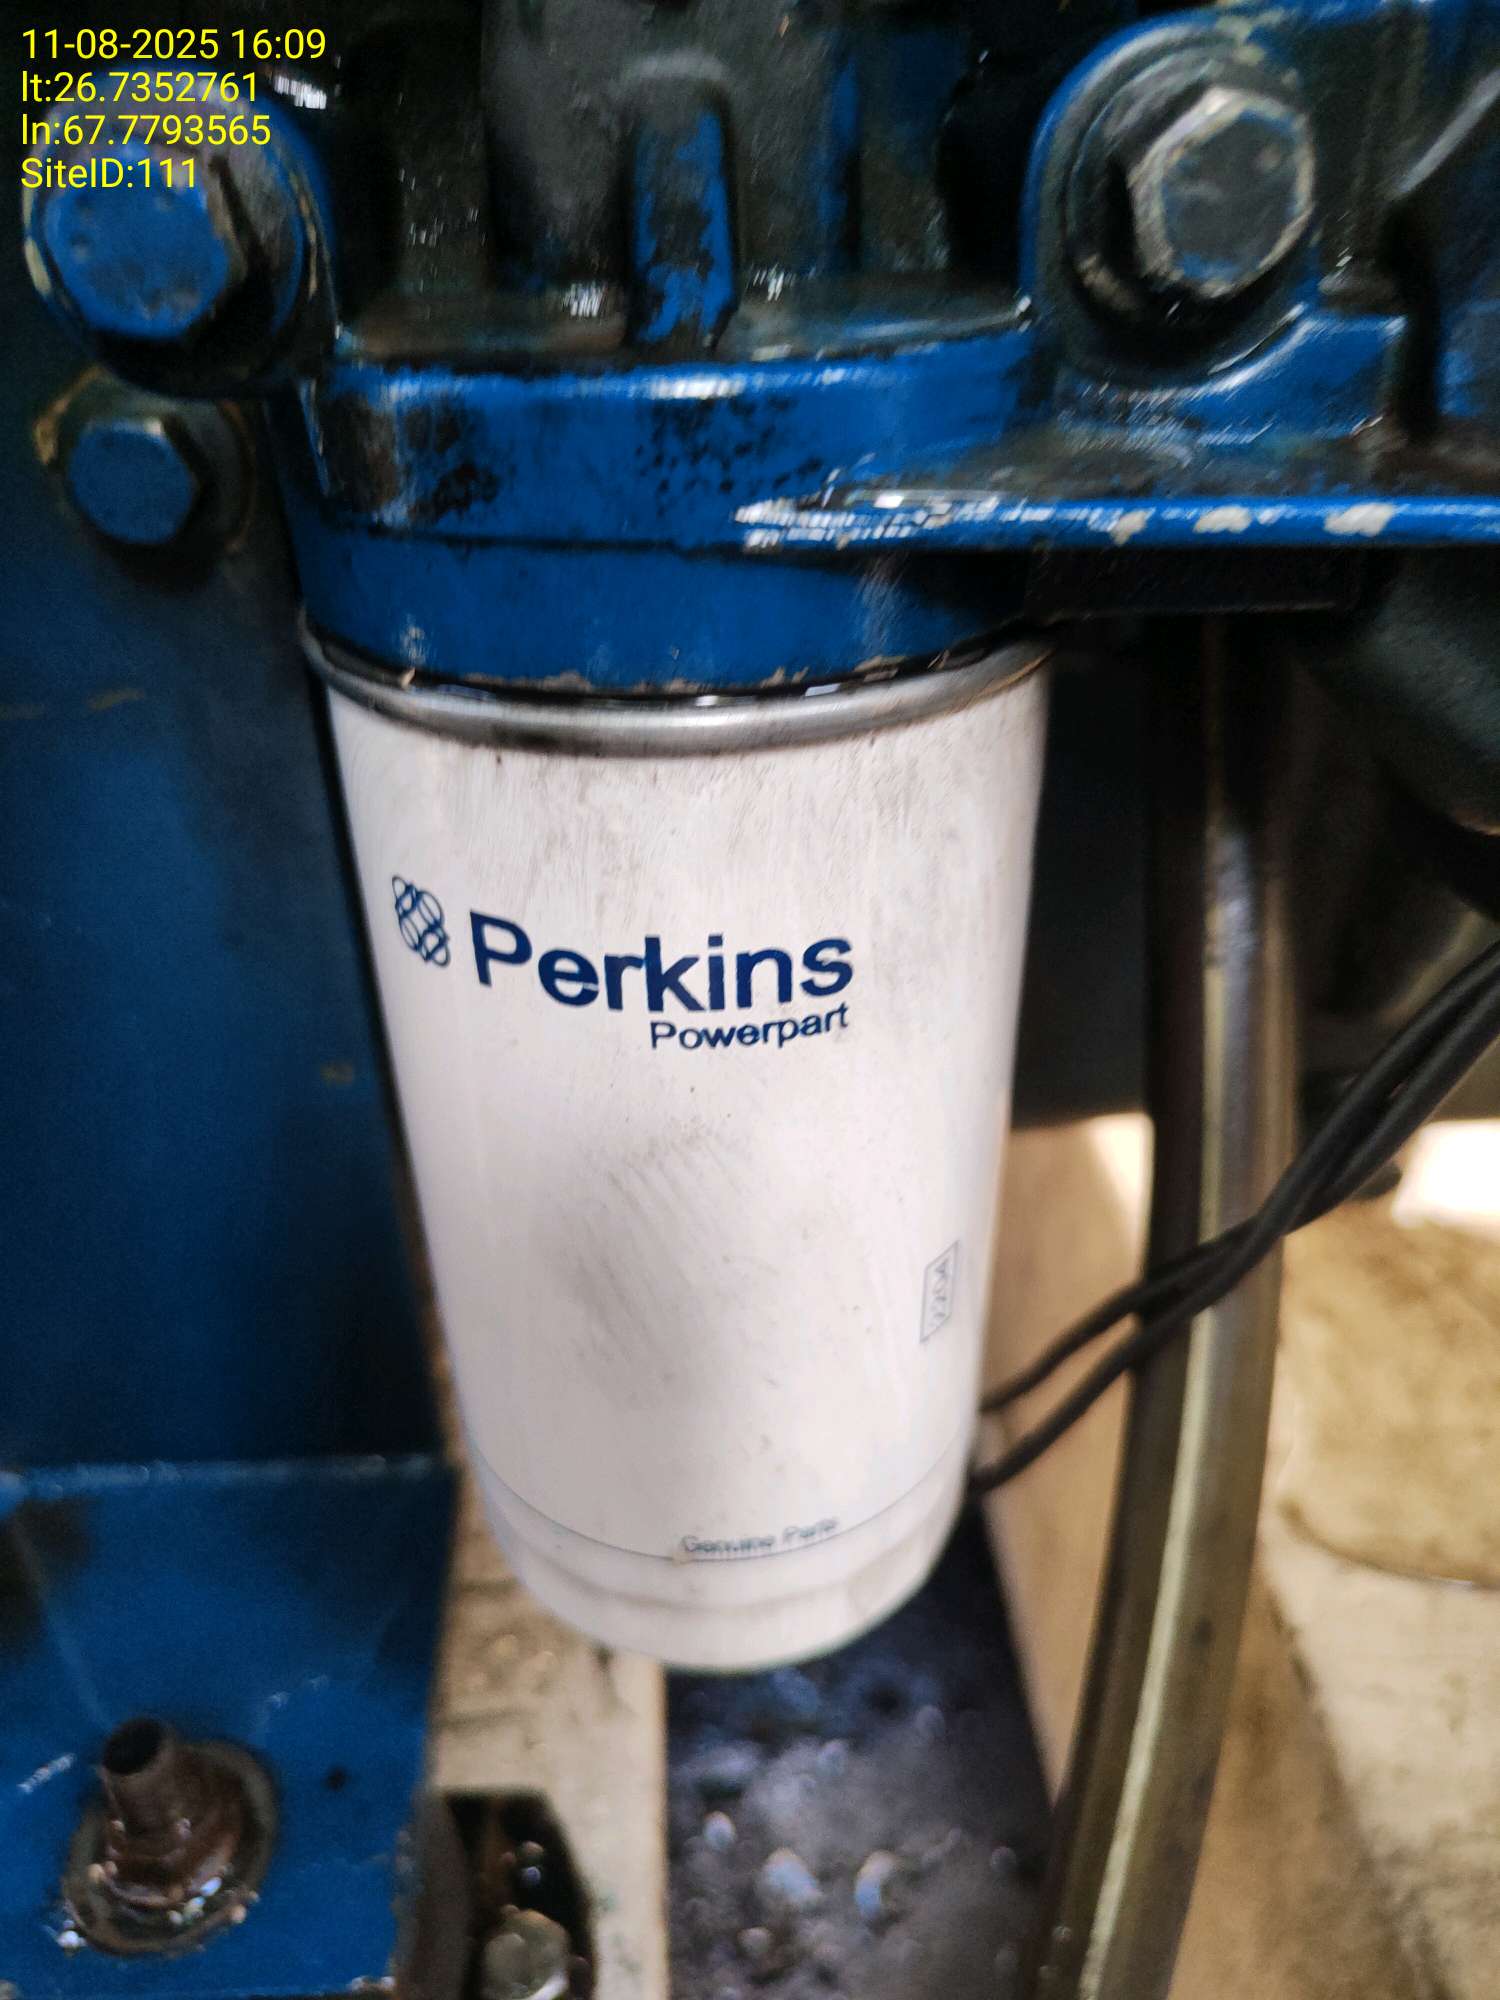 11-08-2025 16:09
lt:26.7352761
ln:67.7793565
SiteID:111
Perkins
Powerpart
Genuine Parts